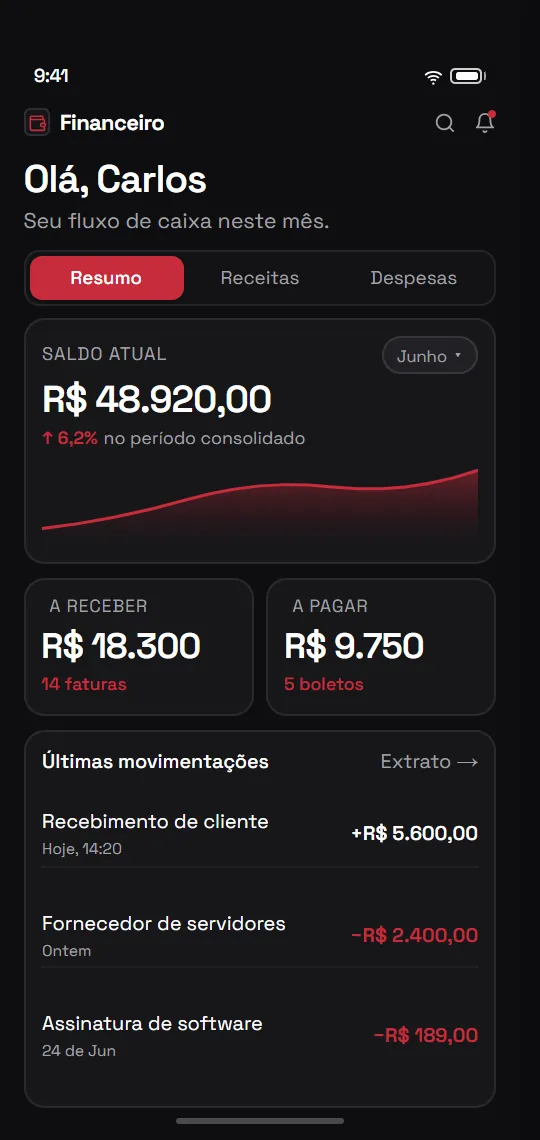 9:41
Financeiro
Olá, Carlos
Seu fluxo de caixa neste mês.
Resumo Receitas Despesas
SALDO ATUAL Junho
R$ 48.920,00
↑ 6,2% no período consolidado
A RECEBER A PAGAR
R$ 18.300 R$ 9.750
14 faturas 5 boletos
Últimas movimentações Extrato →
Recebimento de cliente +R$ 5.600,00
Hoje, 14:20
Fornecedor de servidores −R$ 2.400,00
Ontem
Assinatura de software −R$ 189,00
24 de Jun